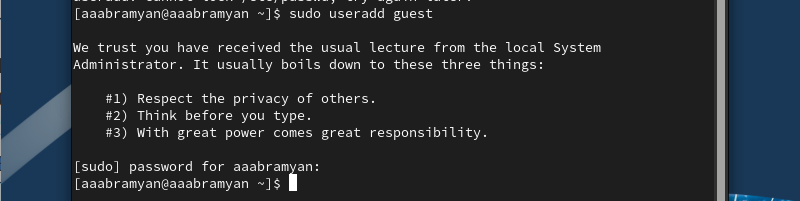 [aaabramyan@aaabramyan ~]$ sudo useradd guest
We trust you have received the usual lecture from the local System
Administrator. It usually boils down to these three things:
#1) Respect the privacy of others.
#2) Think before you type.
#3) With great power comes great responsibility.
[sudo] password for aaabramyan:
[aaabramyan@aaabramyan ~]$